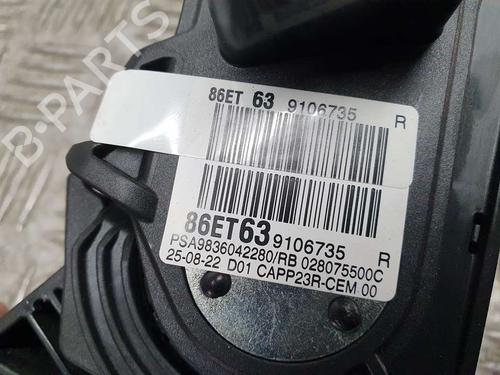 B-PARTS
86ET 63 9106735 R
86ET63 9106735 R
PSA9836042280/RB 028075500C
25-08-22 D01 CAPP23R-CEM 00